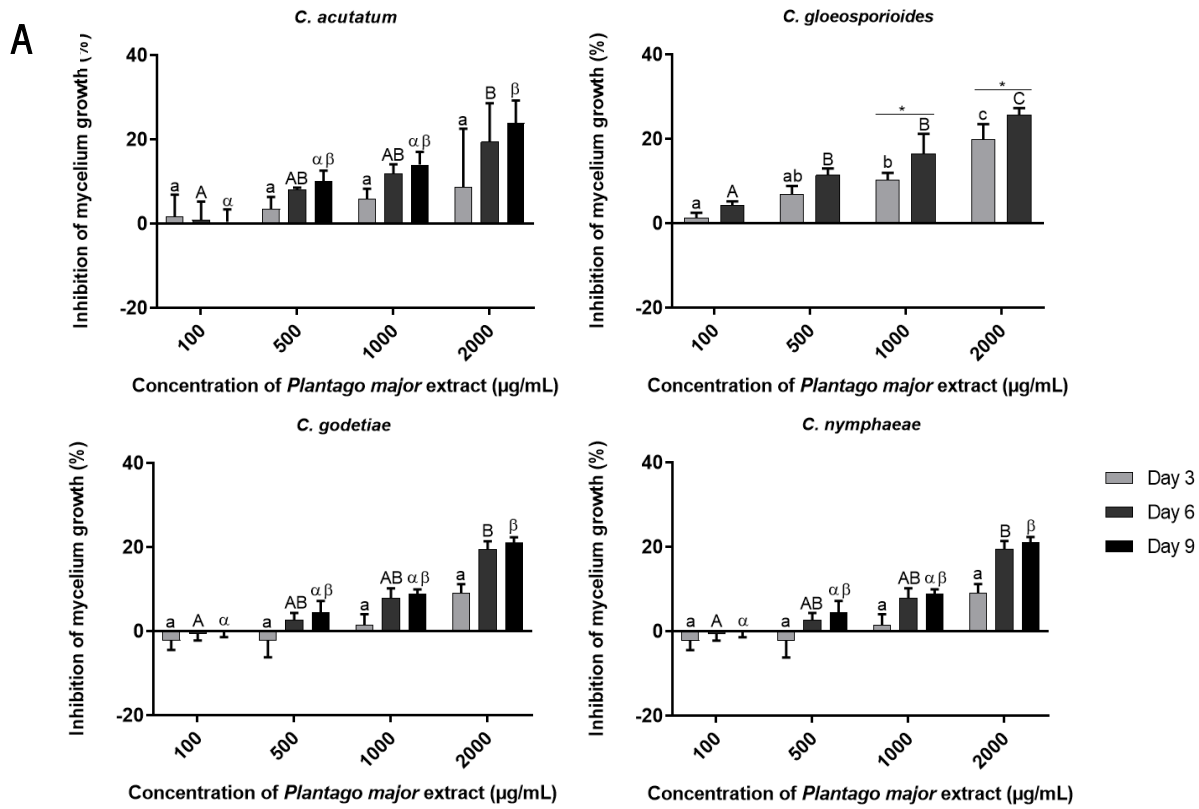 A
C. acutatum
Inhibition of mycelium growth (%)
40
20
0
-20
a A α
a AB αβ
a AB αβ
a B β
100 500 1000 2000
Concentration of Plantago major extract (µg/mL)
C. gloeosporioides
Inhibition of mycelium growth (%)
40
20
0
-20
a A
ab B
* b B
* c C
100 500 1000 2000
Concentration of Plantago major extract (µg/mL)
C. godetiae
Inhibition of mycelium growth (%)
40
20
0
-20
a A α
a AB αβ
a AB αβ
a B β
100 500 1000 2000
Concentration of Plantago major extract (µg/mL)
C. nymphaeae
Inhibition of mycelium growth (%)
40
20
0
-20
a A α
a AB αβ
a AB αβ
a B β
100 500 1000 2000
Concentration of Plantago major extract (µg/mL)
Day 3
Day 6
Day 9